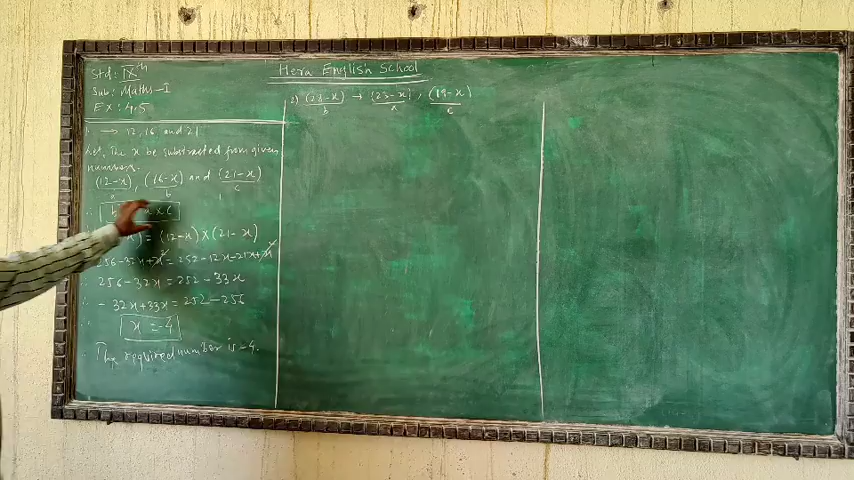 Std: IXth
Sub: Maths-I
Ex: 4.5
Hera English School
1. → 12, 16 and 21
Let, The x be subtracted from given
numbers.
(12-x), (16-x) and (21-x)
a b c
b a x c
x) = (12-x) X (21-x)
256-32x+x² = 252-12x-21x+x²
∴ 256-32x = 252-33x
∴ -32x+33x = 252-256
∴ x = -4
∴ The required number is -4.
2) (23-x) → (23-x), (19-x)
b a c